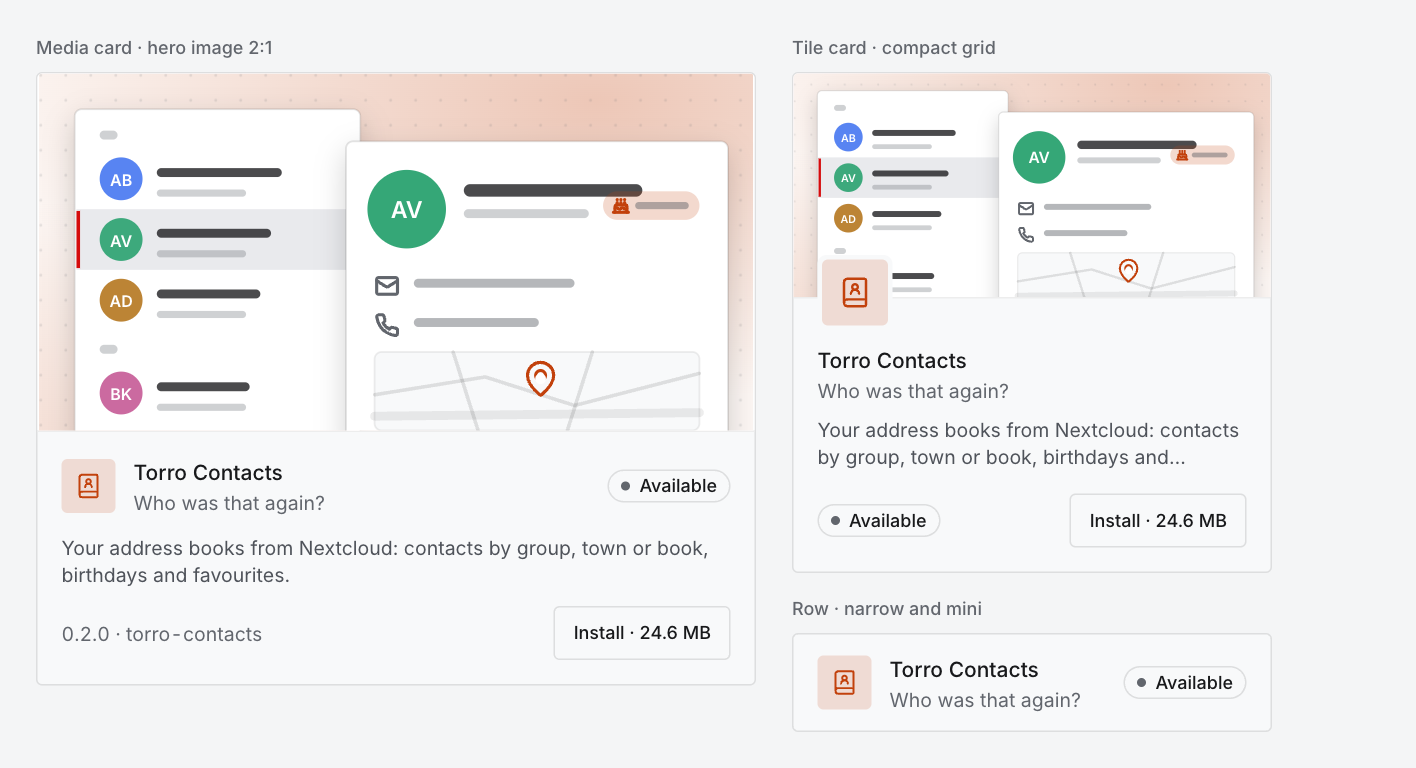 Media card · hero image 2:1
AB
AV
AD
BK
AV
Torro Contacts
Who was that again?
Available
Your address books from Nextcloud: contacts by group, town or book,
birthdays and favourites.
0.2.0 · torro-contacts
Install · 24.6 MB
Tile card · compact grid
AB
AV
AD
AV
Torro Contacts
Who was that again?
Your address books from Nextcloud: contacts
by group, town or book, birthdays and...
Available
Install · 24.6 MB
Row · narrow and mini
Torro Contacts
Who was that again?
Available